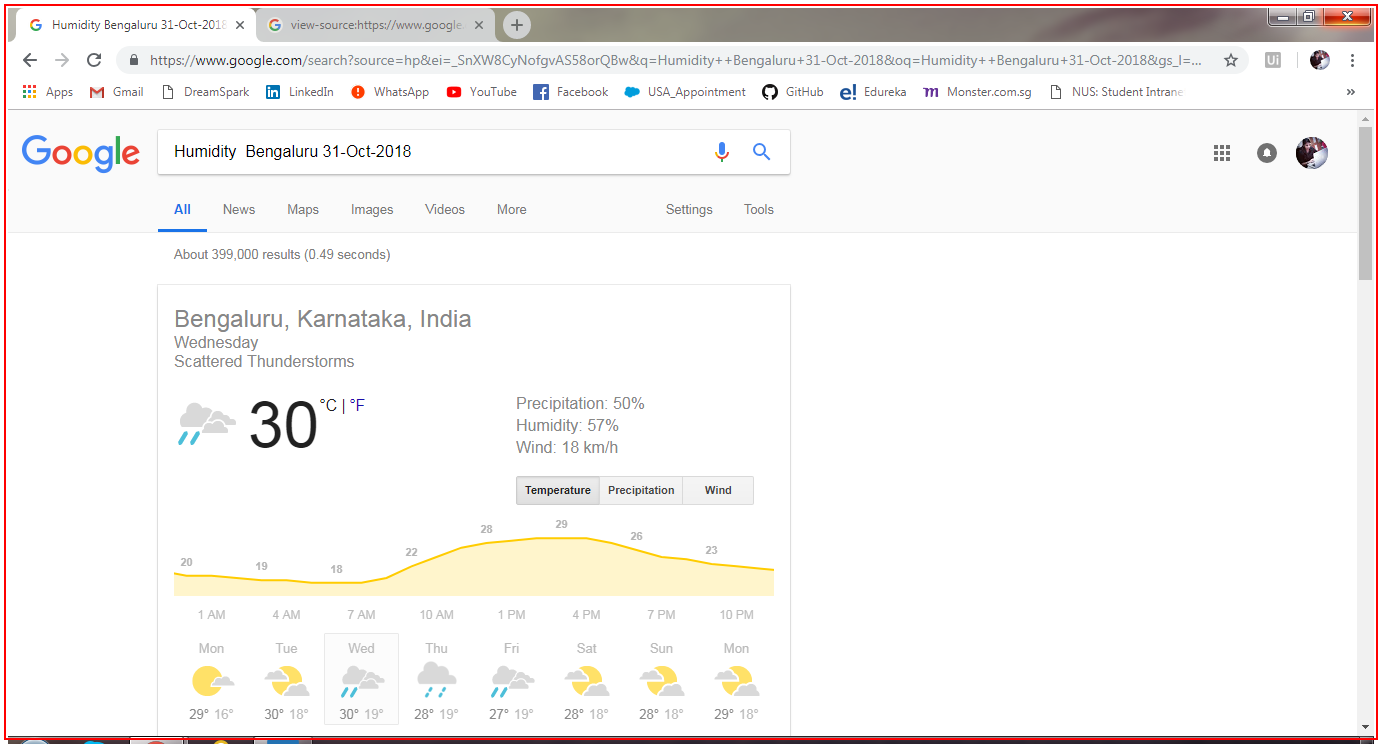 Humidity Bengaluru 31-Oct-2018
view-source:https://www.google.
https://www.google.com/search?source=hp&ei=_SnXW8CyNofgvAS58orQBw&q=Humidity++Bengaluru+31-Oct-2018&oq=Humidity++Bengaluru+31-Oct-2018&gs_l=...
Ui
Apps Gmail DreamSpark LinkedIn WhatsApp YouTube Facebook USA_Appointment GitHub e! Edureka m Monster.com.sg NUS: Student Intrane
Google
Humidity  Bengaluru 31-Oct-2018
All News Maps Images Videos More Settings Tools
About 399,000 results (0.49 seconds)
Bengaluru, Karnataka, India
Wednesday
Scattered Thunderstorms
30 °C | °F
Precipitation: 50%
Humidity: 57%
Wind: 18 km/h
Temperature Precipitation Wind
20 19 18 22 28 29 26 23
1 AM 4 AM 7 AM 10 AM 1 PM 4 PM 7 PM 10 PM
Mon Tue Wed Thu Fri Sat Sun Mon
29° 16° 30° 18° 30° 19° 28° 19° 27° 19° 28° 18° 28° 18° 29° 18°